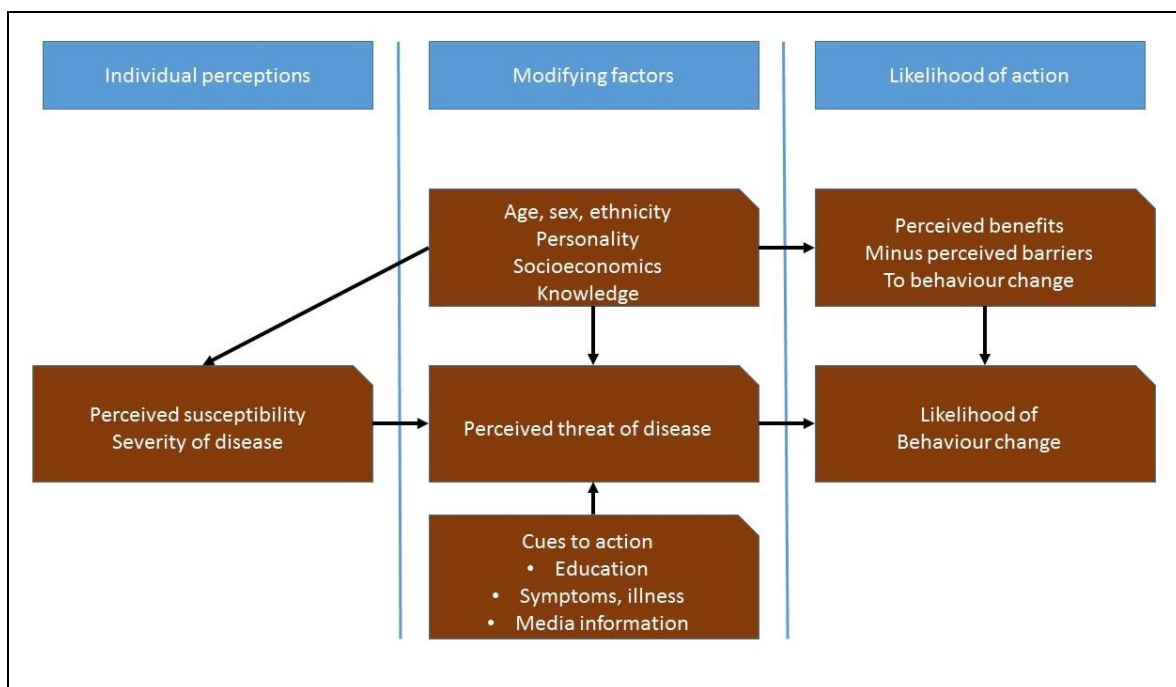 Individual perceptions
Modifying factors
Likelihood of action
Age, sex, ethnicity
Personality
Socioeconomics
Knowledge
Perceived benefits
Minus perceived barriers
To behaviour change
Perceived susceptibility
Severity of disease
Perceived threat of disease
Likelihood of
Behaviour change
Cues to action
• Education
• Symptoms, illness
• Media information